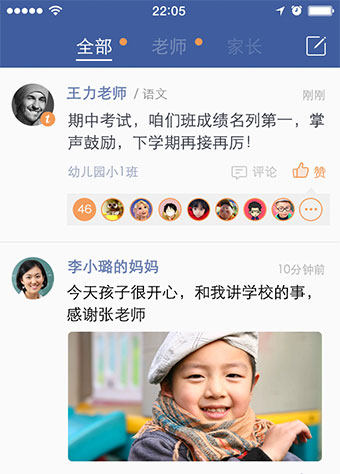 22:05
全部 老师 家长
王力老师 / 语文 刚刚
t
期中考试，咱们班成绩名列第一，掌
声鼓励，下学期再接再厉！
幼儿园小1班 评论 赞
46
李小璐的妈妈 10分钟前
今天孩子很开心，和我讲学校的事，
感谢张老师